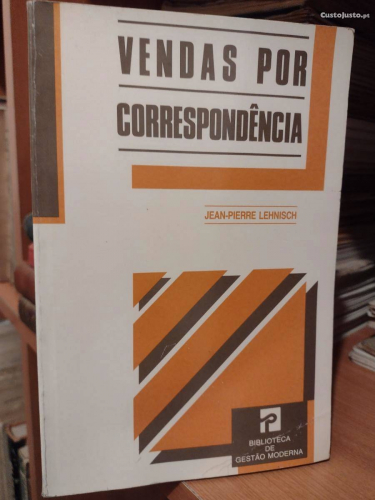 CustoJusto.pt
VENDAS POR
CORRESPONDÊNCIA
JEAN-PIERRE LEHNISCH
BIBLIOTECA
DE
GESTÃO MODERNA